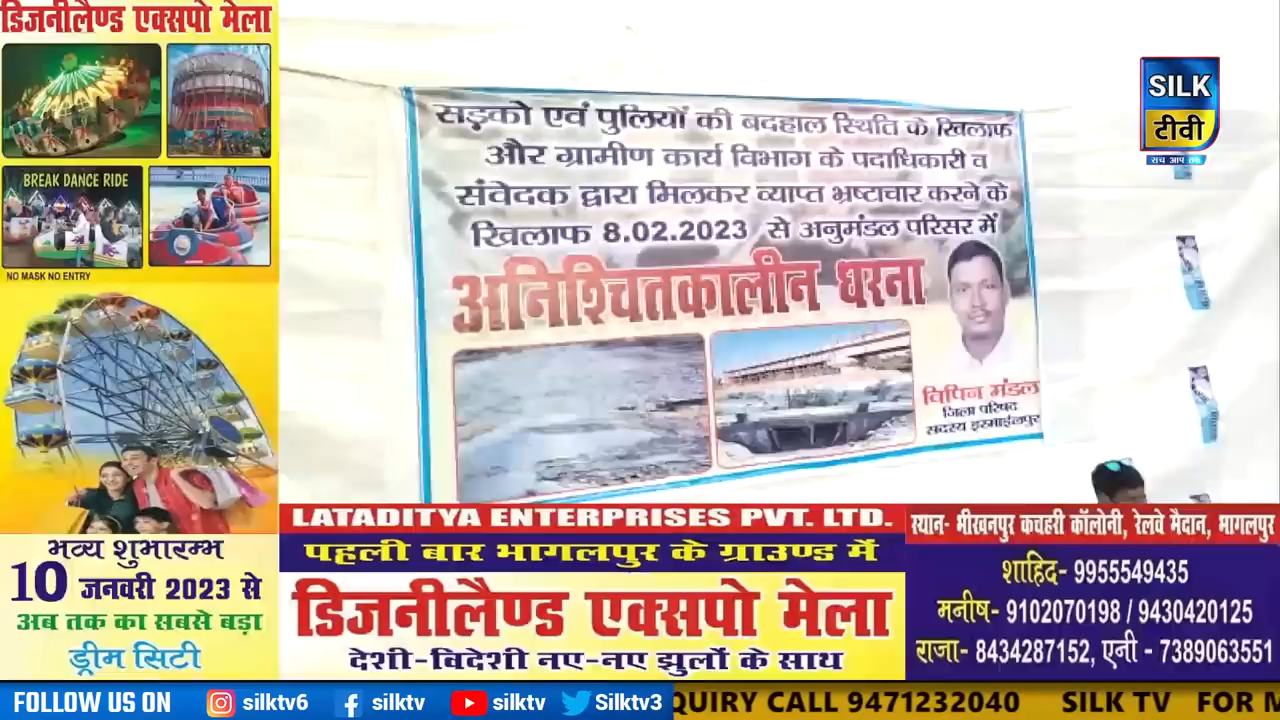 डिजनीलैण्ड एक्सपो मेला
BREAK DANCE RIDE
NO MASK NO ENTRY
भव्य शुभारम्भ
10 जनवरी 2023 से
अब तक का सबसे बड़ा
ड्रीम सिटी
SILK
टीवी
सच आप तक
सड़को एवं पुलियों की बदहाल स्थिति के खिलाफ
और ग्रामीण कार्य विभाग के पदाधिकारी व
संवेदक द्वारा मिलकर व्याप्त भ्रष्टाचार करने के
खिलाफ 8.02.2023 से अनुमंडल परिसर में
अनिश्चितकालीन धरना
विपिन मंडल
जिला परिषद
सदस्य इस्माईलपुर
LATADITYA ENTERPRISES PVT. LTD.
पहली बार भागलपुर के ग्राउण्ड में
डिजनीलैण्ड एक्सपो मेला
देशी-विदेशी नए-नए झुलों के साथ
स्थान- भीखनपुर कचहरी कॉलोनी, रेलवे मैदान, भागलपुर
शाहिद- 9955549435
मनीष- 9102070198 / 9430420125
राजा- 8434287152, एनी - 7389063551
FOLLOW US ON silktv6 silktv silktv Silktv3 QUIRY CALL 9471232040 SILK TV FOR M